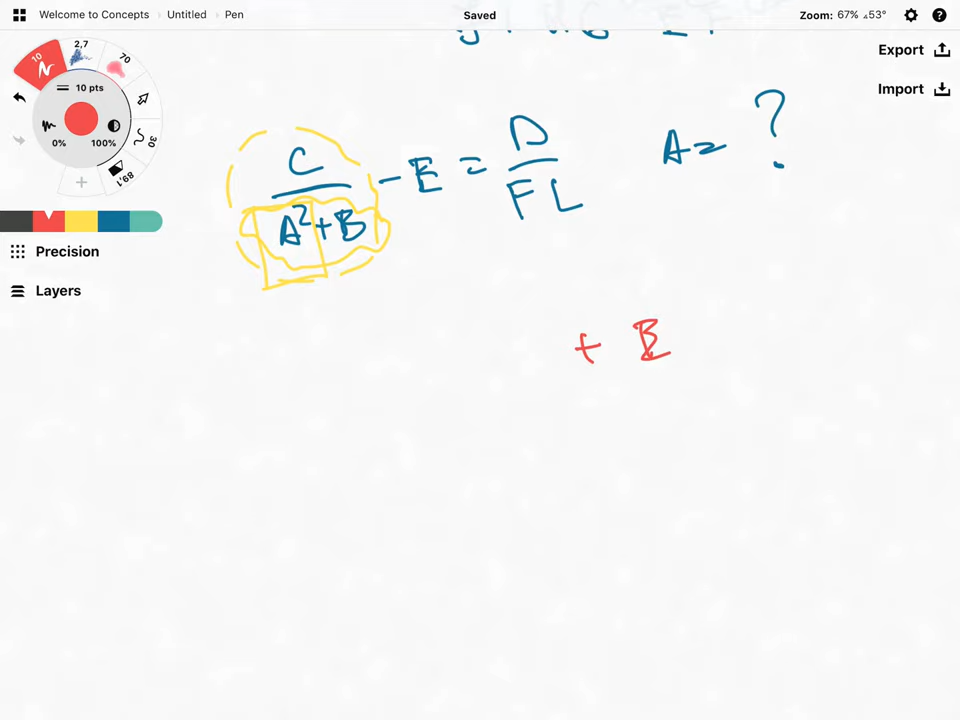 Welcome to Concepts > Untitled > Pen
Saved
Zoom: 67% ⦟53°
Export
Import
10
2,7
70
30
89,1
10 pts
0%
100%
Precision
Layers
C/(A²+B) - E = D/(FL)
A= ?
+ E